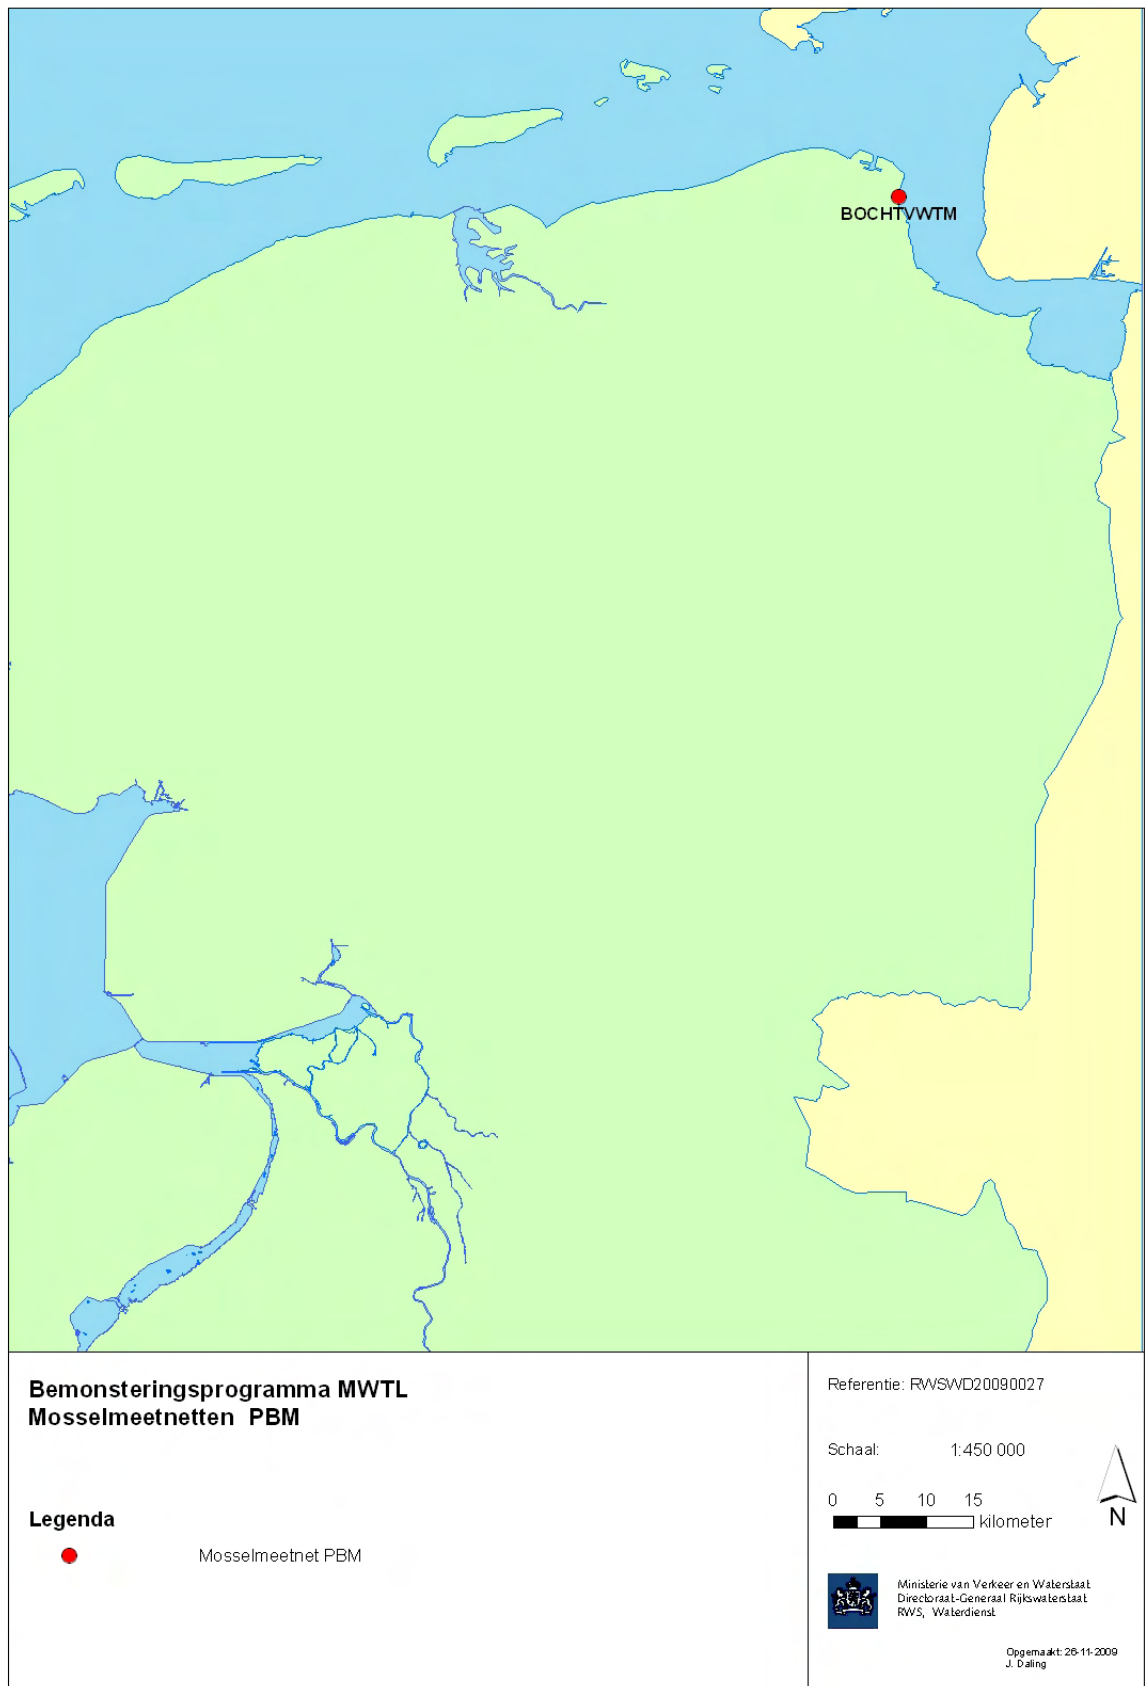 BOCHTVWTM
Bemonsteringsprogramma MWTL
Mosselmeetnetten PBM
Legenda
Mosselmeetnet PBM
Referentie: RWSWD20090027
Schaal: 1:450 000
0 5 10 15
kilometer
N
Ministerie van Verkeer en Waterstaat
Directoraat-Generaal Rijkswaterstaat
RWS, Waterdienst
Opgemaakt: 26-11-2009
J. Daling